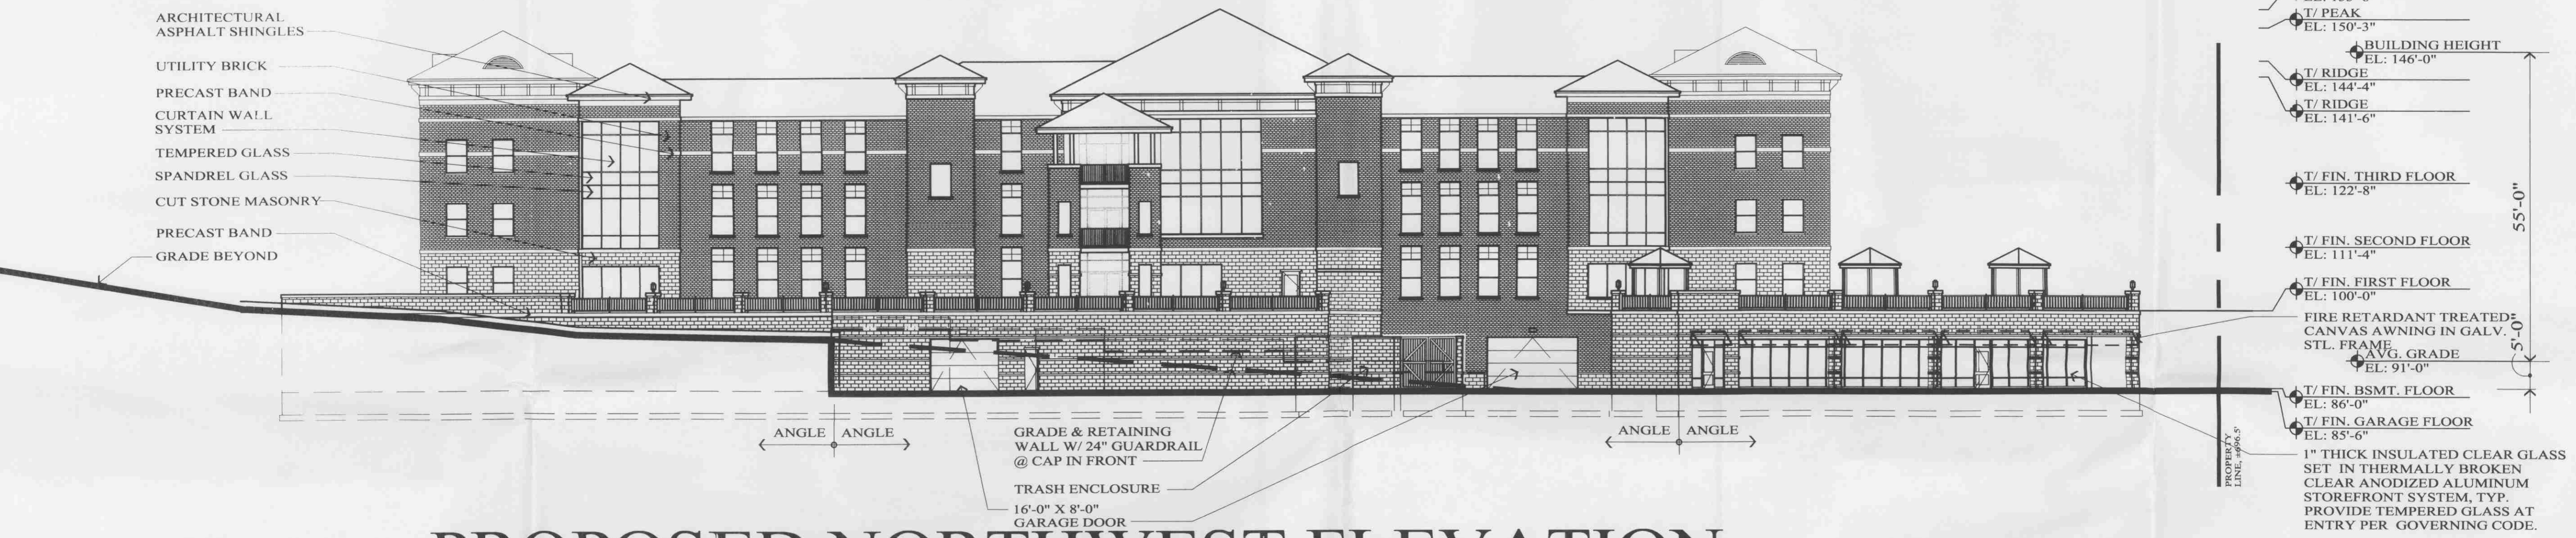 ARCHITECTURAL
ASPHALT SHINGLES
UTILITY BRICK
PRECAST BAND
CURTAIN WALL
SYSTEM
TEMPERED GLASS
SPANDREL GLASS
CUT STONE MASONRY
PRECAST BAND
GRADE BEYOND
T/ PEAK
EL: 150'-3"
BUILDING HEIGHT
EL: 146'-0"
T/ RIDGE
EL: 144'-4"
T/ RIDGE
EL: 141'-6"
T/ FIN. THIRD FLOOR
EL: 122'-8"
55'-0"
T/ FIN. SECOND FLOOR
EL: 111'-4"
T/ FIN. FIRST FLOOR
EL: 100'-0"
FIRE RETARDANT TREATED
CANVAS AWNING IN GALV.
STL. FRAME
5'-0"
AVG. GRADE
EL: 91'-0"
T/ FIN. BSMT. FLOOR
EL: 86'-0"
T/ FIN. GARAGE FLOOR
EL: 85'-6"
1" THICK INSULATED CLEAR GLASS
SET IN THERMALLY BROKEN
CLEAR ANODIZED ALUMINUM
STOREFRONT SYSTEM, TYP.
PROVIDE TEMPERED GLASS AT
ENTRY PER GOVERNING CODE.
PROPERTY
LINE, ±696.5'
ANGLE ANGLE
GRADE & RETAINING
WALL W/ 24" GUARDRAIL
@ CAP IN FRONT
TRASH ENCLOSURE
16'-0" X 8'-0"
GARAGE DOOR
ANGLE ANGLE
PROPOSED NORTHWEST ELEVATION